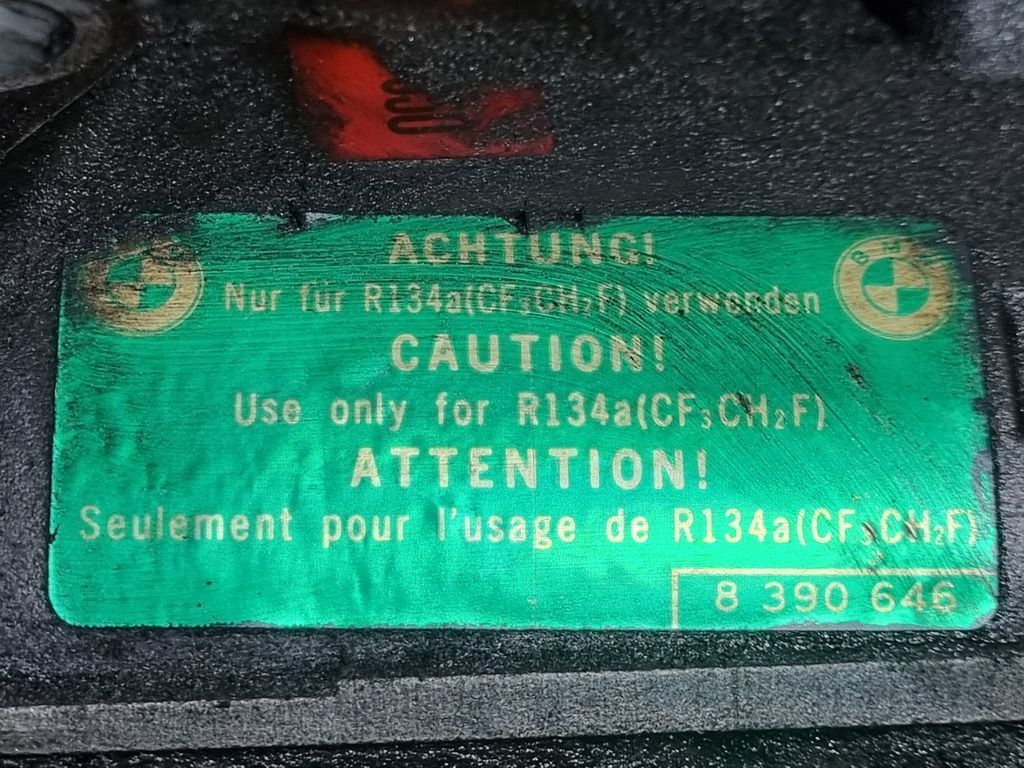 ACHTUNG!
Nur für R134a(CF₃CH₂F) verwenden
CAUTION!
Use only for R134a(CF₃CH₂F)
ATTENTION!
Seulement pour l'usage de R134a(CF₃CH₂F)
8 390 646